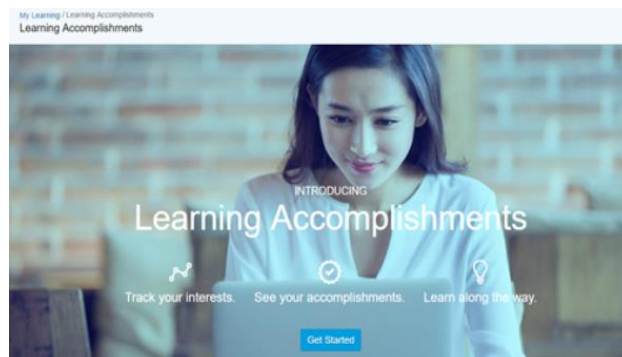 My Learning / Learning Accomplishments
Learning Accomplishments
INTRODUCING
Learning Accomplishments
Track your interests. See your accomplishments. Learn along the way.
Get Started